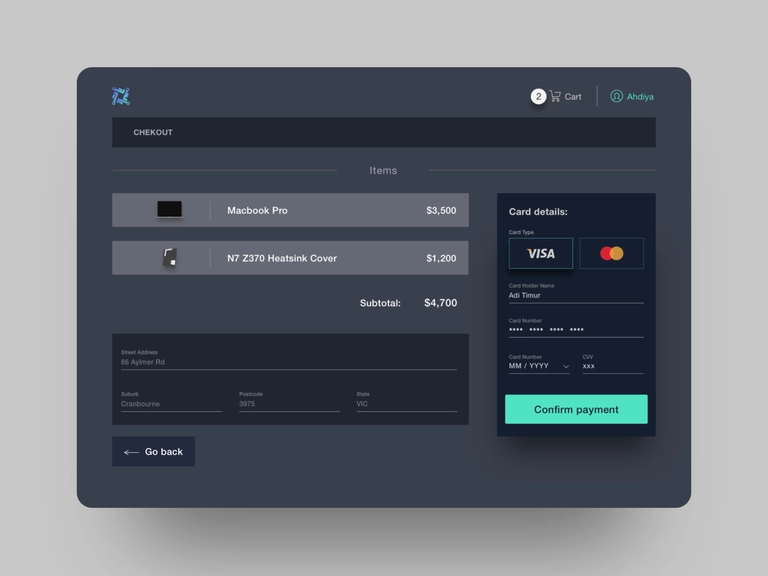 2 Cart Ahdiya
CHEKOUT
Items
Macbook Pro $3,500
N7 Z370 Heatsink Cover $1,200
Subtotal: $4,700
Street Address
66 Aylmer Rd
Suburb Postcode State
Cranbourne 3975 VIC
Go back
Card details:
Card Type
VISA
Card Holder Name
Adi Timur
Card Number
•••• •••• •••• ••••
Card Number CVV
MM / YYYY xxx
Confirm payment